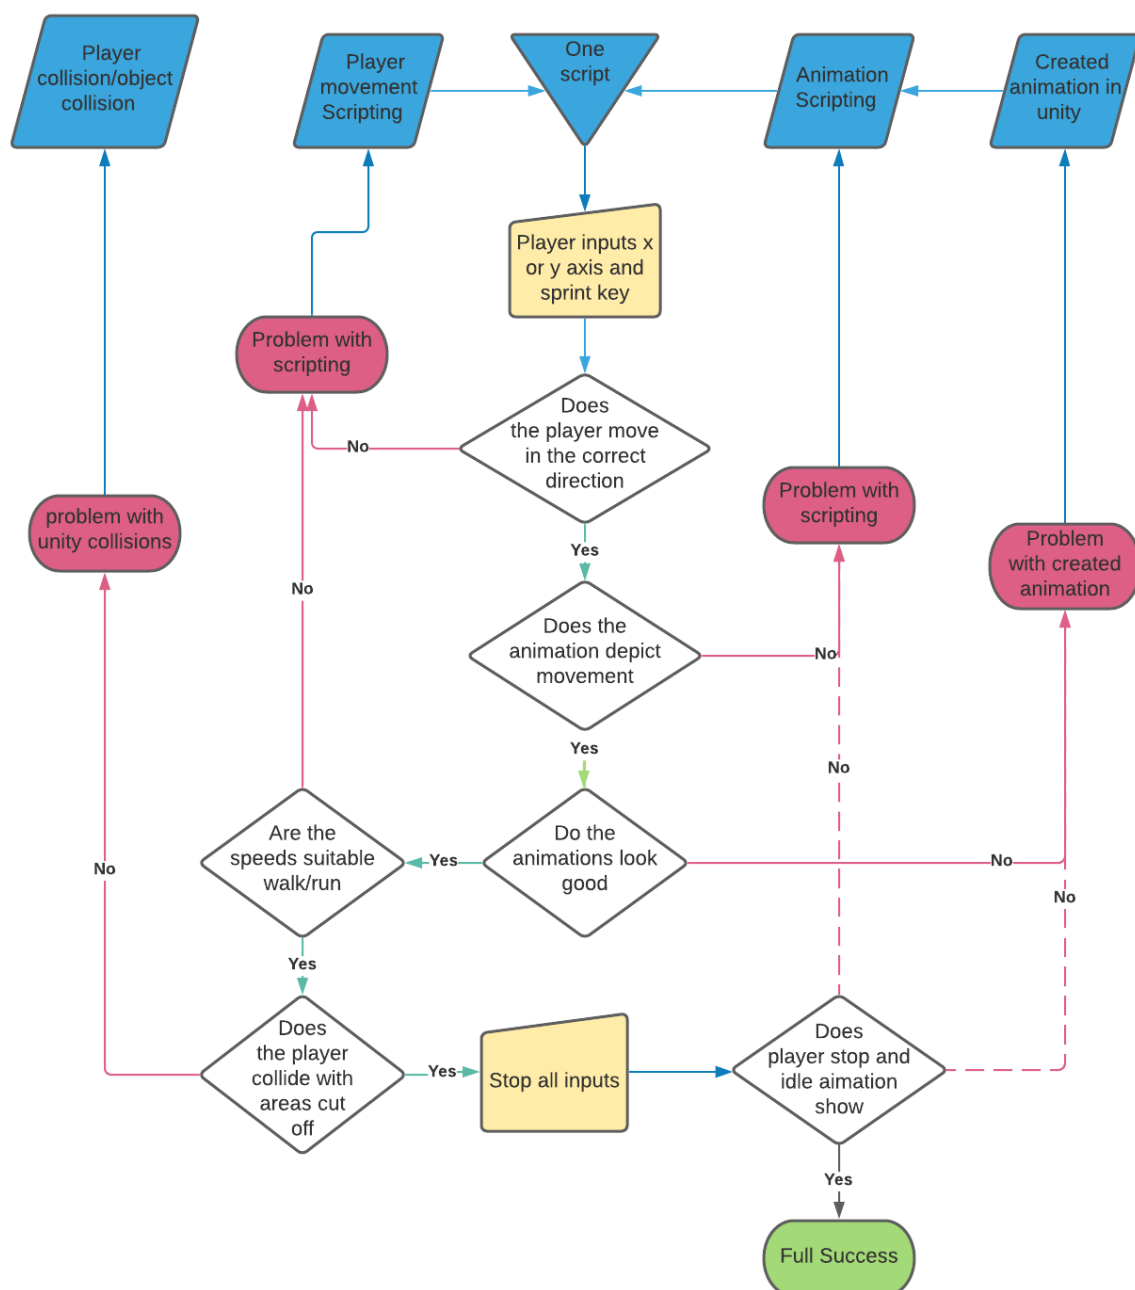 Player
collision/object
collision
Player
movement
Scripting
One
script
Animation
Scripting
Created
animation in
unity
Player inputs x
or y axis and
sprint key
Problem with
scripting
Does
the player move
in the correct
direction
No
Yes
problem with
unity collisions
Problem with
scripting
Problem
with created
animation
No
Does the
animation depict
movement
No
Yes
No
Are the
speeds suitable
walk/run
Yes
Do the
animations look
good
No
No
No
Yes
Does
the player
collide with
areas cut
off
Yes
Stop all inputs
Does
player stop and
idle aimation
show
Yes
Full Success